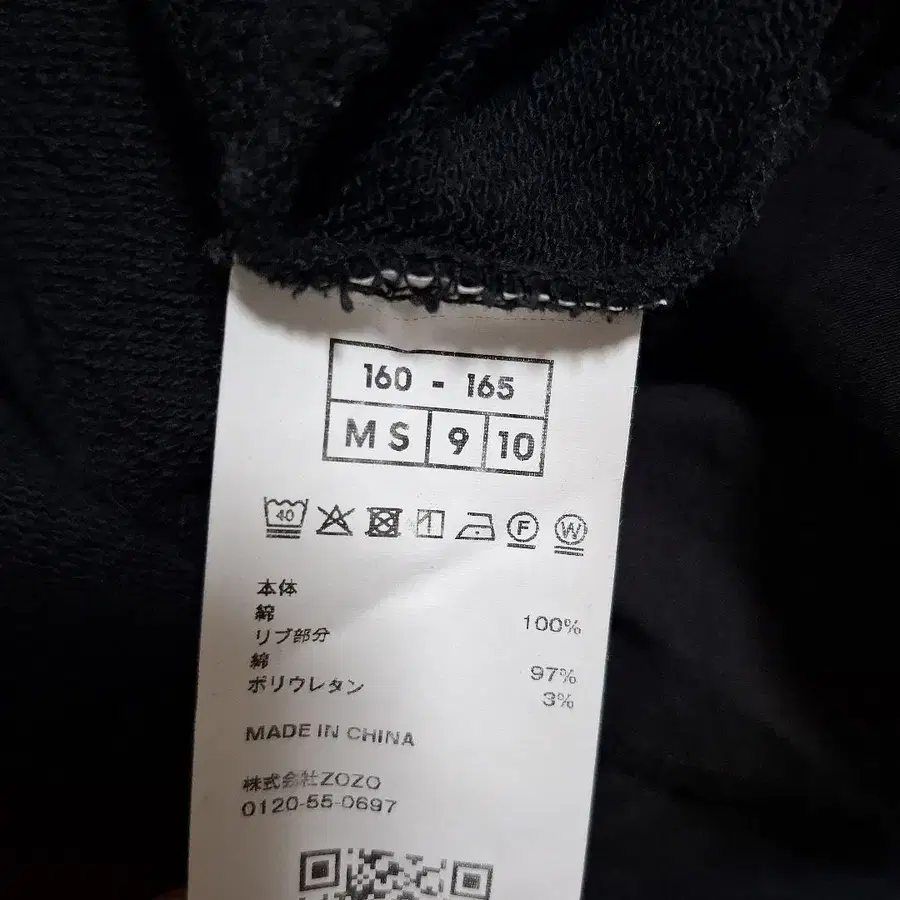 160 - 165
MS 9 10
40 F W
本体
綿 100%
リブ部分
綿 97%
ポリウレタン 3%
MADE IN CHINA
株式会社ZOZO
0120-55-0697